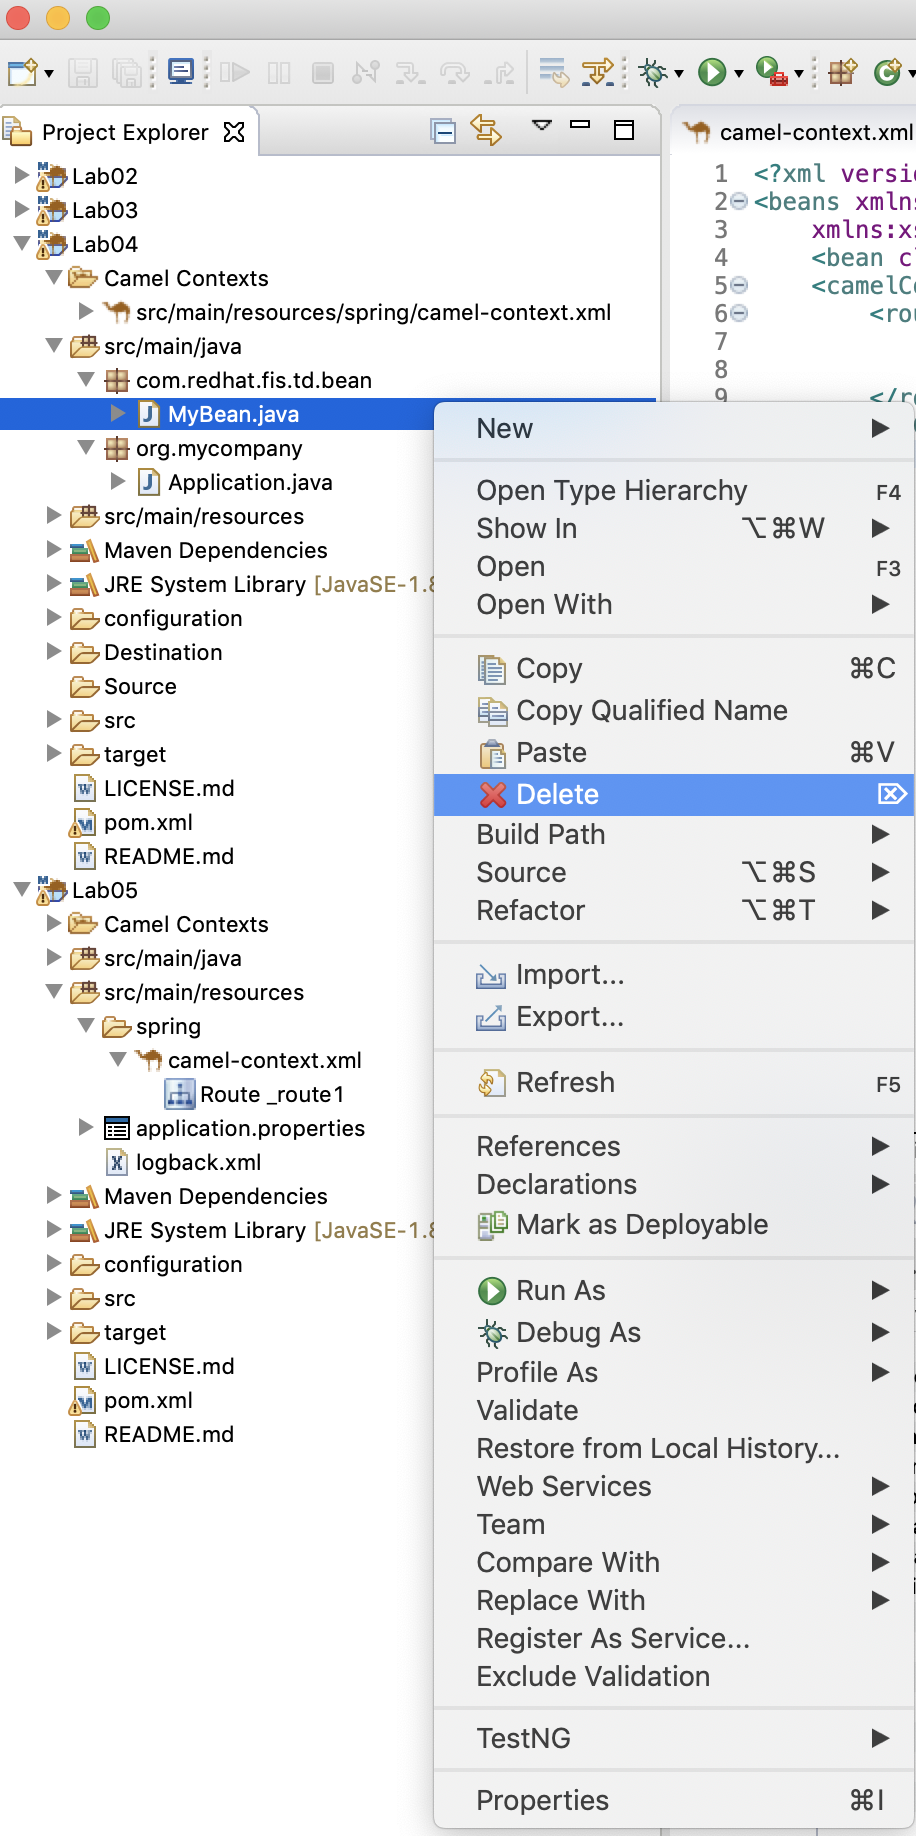 Project Explorer
Lab02
Lab03
Lab04
Camel Contexts
src/main/resources/spring/camel-context.xml
src/main/java
com.redhat.fis.td.bean
MyBean.java
org.mycompany
Application.java
src/main/resources
Maven Dependencies
JRE System Library [JavaSE-1.8
configuration
Destination
Source
src
target
LICENSE.md
pom.xml
README.md
Lab05
Camel Contexts
src/main/java
src/main/resources
spring
camel-context.xml
Route _route1
application.properties
logback.xml
Maven Dependencies
JRE System Library [JavaSE-1.8
configuration
src
target
LICENSE.md
pom.xml
README.md
camel-context.xml
1 <?xml versio
2 <beans xmlns
3 xmlns:xs
4 <bean cl
5 <camelCo
6 <rou
7
8
9 </ro
New
Open Type Hierarchy F4
Show In ⌥⌘W
Open F3
Open With
Copy ⌘C
Copy Qualified Name
Paste ⌘V
Delete ⌦
Build Path
Source ⌥⌘S
Refactor ⌥⌘T
Import...
Export...
Refresh F5
References
Declarations
Mark as Deployable
Run As
Debug As
Profile As
Validate
Restore from Local History...
Web Services
Team
Compare With
Replace With
Register As Service...
Exclude Validation
TestNG
Properties ⌘I